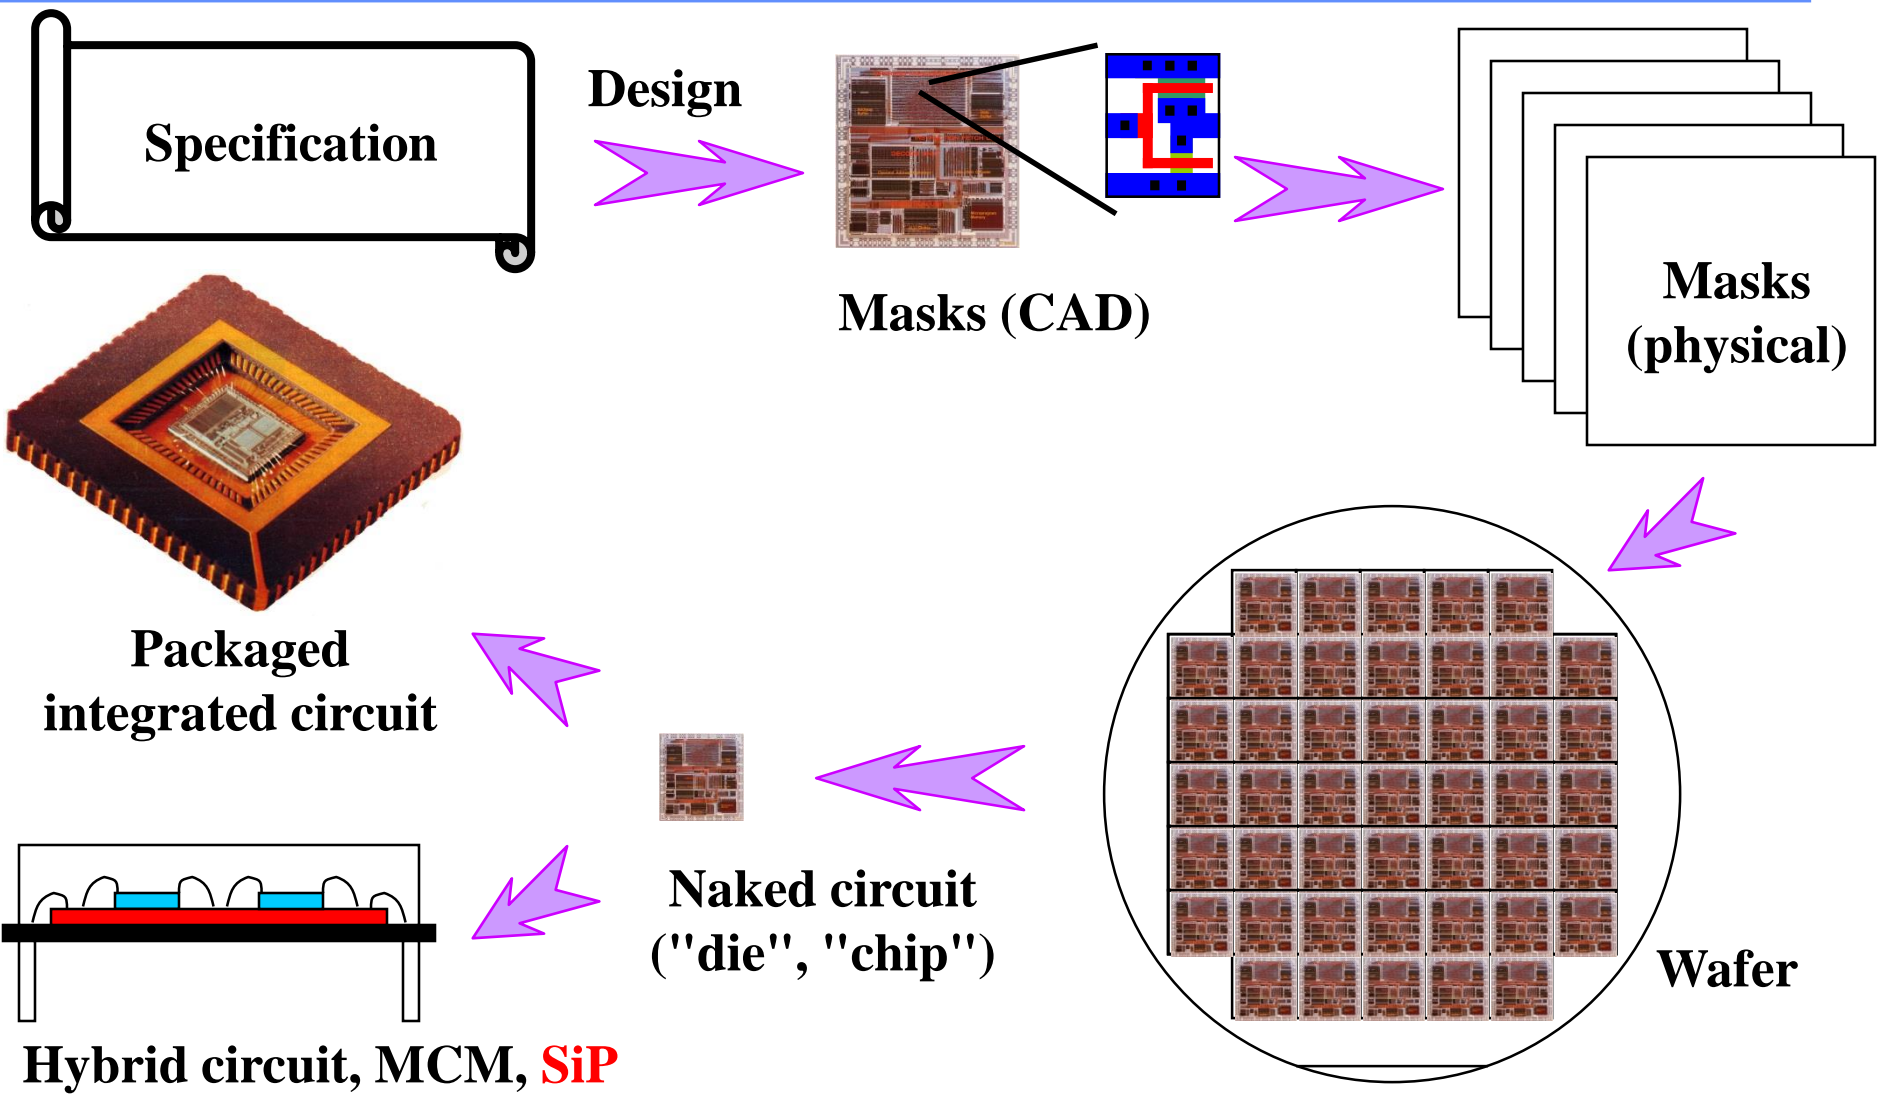 Specification
Design
Masks (CAD)
Masks
(physical)
Packaged
integrated circuit
Naked circuit
("die", "chip")
Wafer
Hybrid circuit, MCM, SiP